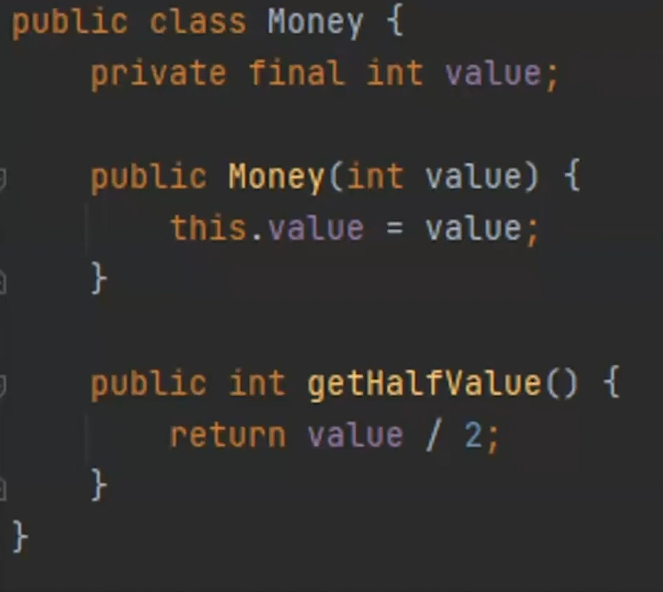 public class Money {
    private final int value;

    public Money(int value) {
        this.value = value;
    }

    public int getHalfValue() {
        return value / 2;
    }
}